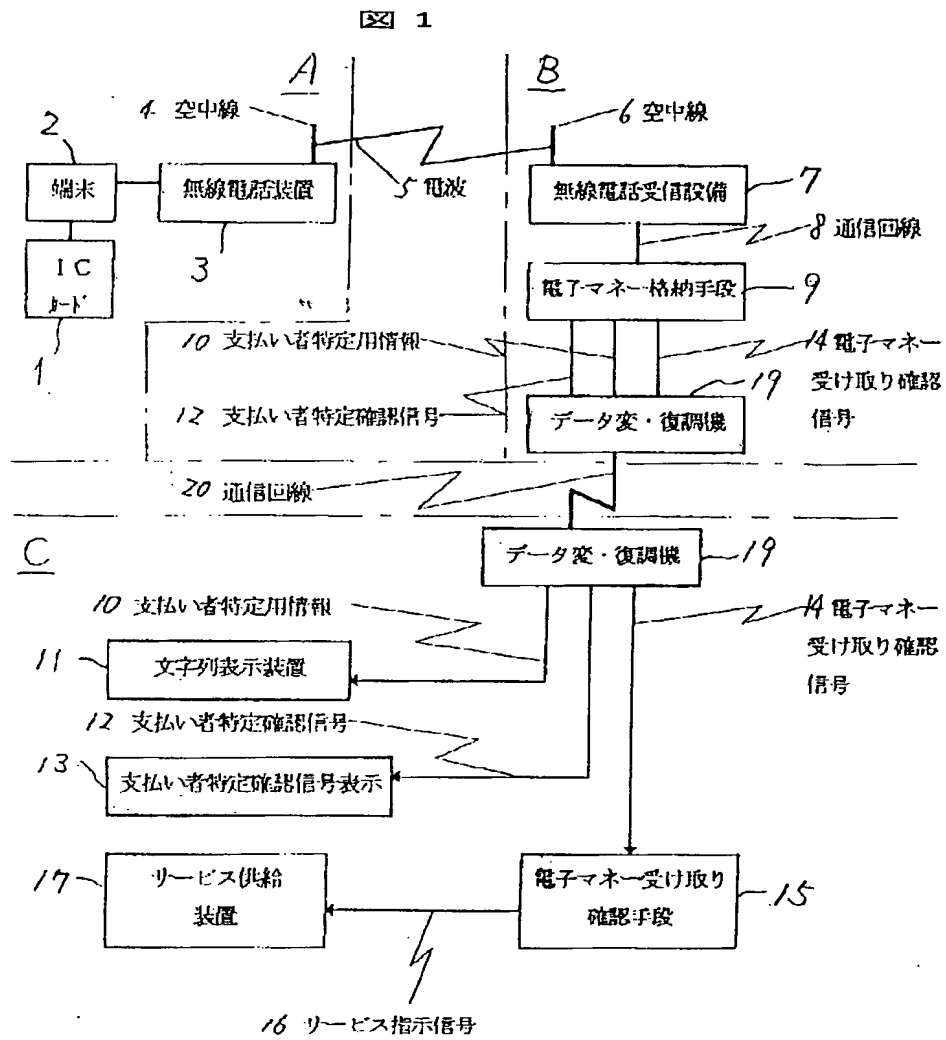 図 1
A
B
4 空中線
6 空中線
2
端末
無線電話装置
5 電波
無線電話受信設備
7
3
8 通信回線
IC
カード
1
電子マネー格納手段
9
10 支払い者特定用情報
14 電子マネー
受け取り確認
信号
19
12 支払い者特定確認信号
データ変・復調機
20 通信回線
C
データ変・復調機
19
10 支払い者特定用情報
14 電子マネー
受け取り確認
信号
11
文字列表示装置
12 支払い者特定確認信号
13
支払い者特定確認信号表示
17
サービス供給
装置
電子マネー受け取り
確認手段
15
16 サービス指示信号